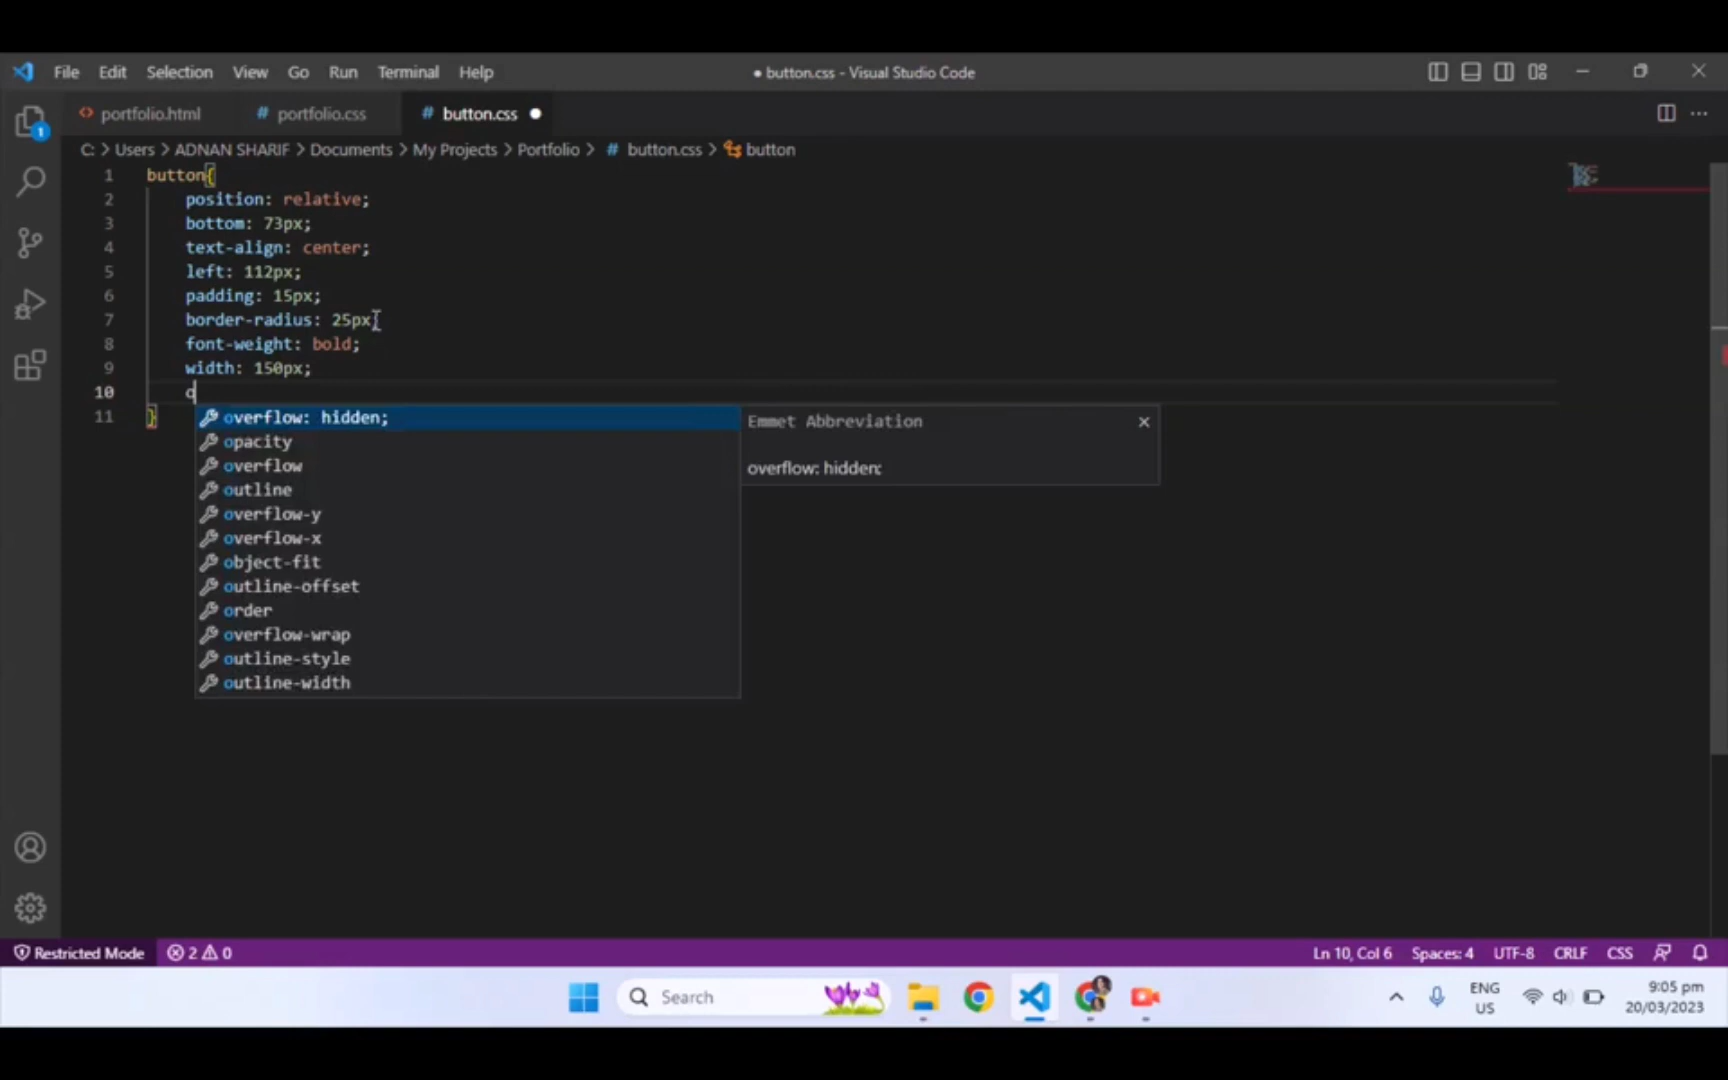 File Edit Selection View Go Run Terminal Help
● button.css - Visual Studio Code
<> portfolio.html # portfolio.css # button.css ●
C: > Users > ADNAN SHARIF > Documents > My Projects > Portfolio > # button.css > button
1 button{
2 position: relative;
3 bottom: 73px;
4 text-align: center;
5 left: 112px;
6 padding: 15px;
7 border-radius: 25px;
8 font-weight: bold;
9 width: 150px;
10 o
11 }
overflow: hidden;
opacity
overflow
outline
overflow-y
overflow-x
object-fit
outline-offset
order
overflow-wrap
outline-style
outline-width
Emmet Abbreviation
overflow: hidden;
1
Restricted Mode 2 0
Ln 10, Col 6 Spaces: 4 UTF-8 CRLF CSS
Search
ENG
US
9:05 pm
20/03/2023